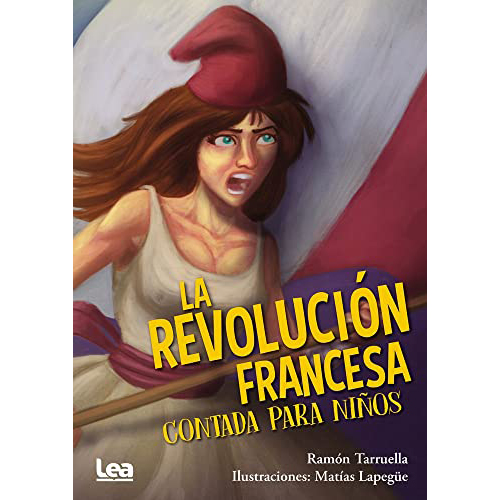 LA
REVOLUCIÓN
FRANCESA
CONTADA PARA NIÑOS
Ramón Tarruella
Ilustraciones: Matías Lapegüe
Lea